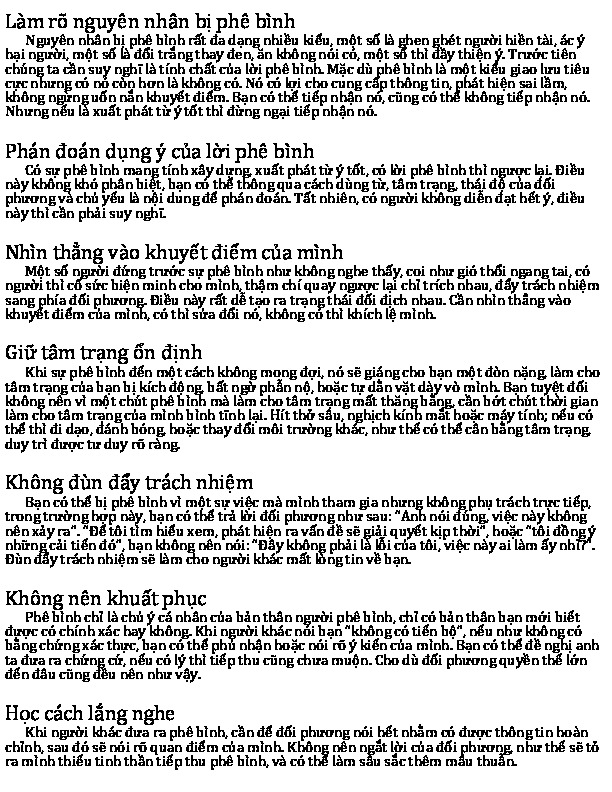 Làm rõ nguyên nhân bị phê bình
Nguyên nhân bị phê bình rất đa dạng nhiều kiểu, một số là ghen ghét người hiền tài, ác ý
hại người, một số là đổi trắng thay đen, ăn không nói có, một số thì đầy thiện ý. Trước tiên
chúng ta cần suy nghĩ là tính chất của lời phê bình. Mặc dù phê bình là một kiểu giao lưu tiêu
cực nhưng có nó còn hơn là không có. Nó có lợi cho cung cấp thông tin, phát hiện sai lầm,
không ngừng uốn nắn khuyết điểm. Bạn có thể tiếp nhận nó, cũng có thể không tiếp nhận nó.
Nhưng nếu là xuất phát từ ý tốt thì đừng ngại tiếp nhận nó.
Phán đoán dụng ý của lời phê bình
Có sự phê bình mang tính xây dựng, xuất phát từ ý tốt, có lời phê bình thì ngược lại. Điều
này không khó phân biệt, bạn có thể thông qua cách dùng từ, tâm trạng, thái độ của đối
phương và chủ yếu là nội dung để phán đoán. Tất nhiên, có người không diễn đạt hết ý, điều
này thì cần phải suy nghĩ.
Nhìn thẳng vào khuyết điểm của mình
Một số người đứng trước sự phê bình như không nghe thấy, coi như gió thổi ngang tai, có
người thì cố sức biện minh cho mình, thậm chí quay ngược lại chỉ trích nhau, đẩy trách nhiệm
sang phía đối phương. Điều này rất dễ tạo ra trạng thái đối địch nhau. Cần nhìn thẳng vào
khuyết điểm của mình, có thì sửa đổi nó, không có thì khích lệ mình.
Giữ tâm trạng ổn định
Khi sự phê bình đến một cách không mong đợi, nó sẽ giáng cho bạn một đòn nặng, làm cho
tâm trạng của bạn bị kích động, bất ngờ phẫn nộ, hoặc tự dằn vặt dày vò mình. Bạn tuyệt đối
không nên vì một chút phê bình mà làm cho tâm trạng mất thăng bằng, cần bớt chút thời gian
làm cho tâm trạng của mình bình tĩnh lại. Hít thở sâu, nghịch kính mắt hoặc máy tính; nếu có
thể thì đi dạo, đánh bóng, hoặc thay đổi môi trường khác, như thế có thể cân bằng tâm trạng,
duy trì được tư duy rõ ràng.
Không đùn đẩy trách nhiệm
Bạn có thể bị phê bình vì một sự việc mà mình tham gia nhưng không phụ trách trực tiếp,
trong trường hợp này, bạn có thể trả lời đối phương như sau: “Anh nói đúng, việc này không
nên xảy ra”. “Để tôi tìm hiểu xem, phát hiện ra vấn đề sẽ giải quyết kịp thời”, hoặc “tôi đồng ý
những cải tiến đó”, bạn không nên nói: “Đây không phải là lỗi của tôi, việc này ai làm ấy nhỉ?”.
Đùn đẩy trách nhiệm sẽ làm cho người khác mất lòng tin về bạn.
Không nên khuất phục
Phê bình chỉ là chủ ý cá nhân của bản thân người phê bình, chỉ có bản thân bạn mới biết
được có chính xác hay không. Khi người khác nói bạn “không có tiến bộ”, nếu như không có
bằng chứng xác thực, bạn có thể phủ nhận hoặc nói rõ ý kiến của mình. Bạn có thể đề nghị anh
ta đưa ra chứng cứ, nếu có lý thì tiếp thu cũng chưa muộn. Cho dù đối phương quyền thế lớn
đến đâu cũng đều nên như vậy.
Học cách lắng nghe
Khi người khác đưa ra phê bình, cần để đối phương nói hết nhằm có được thông tin hoàn
chỉnh, sau đó sẽ nói rõ quan điểm của mình. Không nên ngắt lời của đối phương, như thế sẽ tỏ
ra mình thiếu tinh thần tiếp thu phê bình, và có thể làm sâu sắc thêm mâu thuẫn.